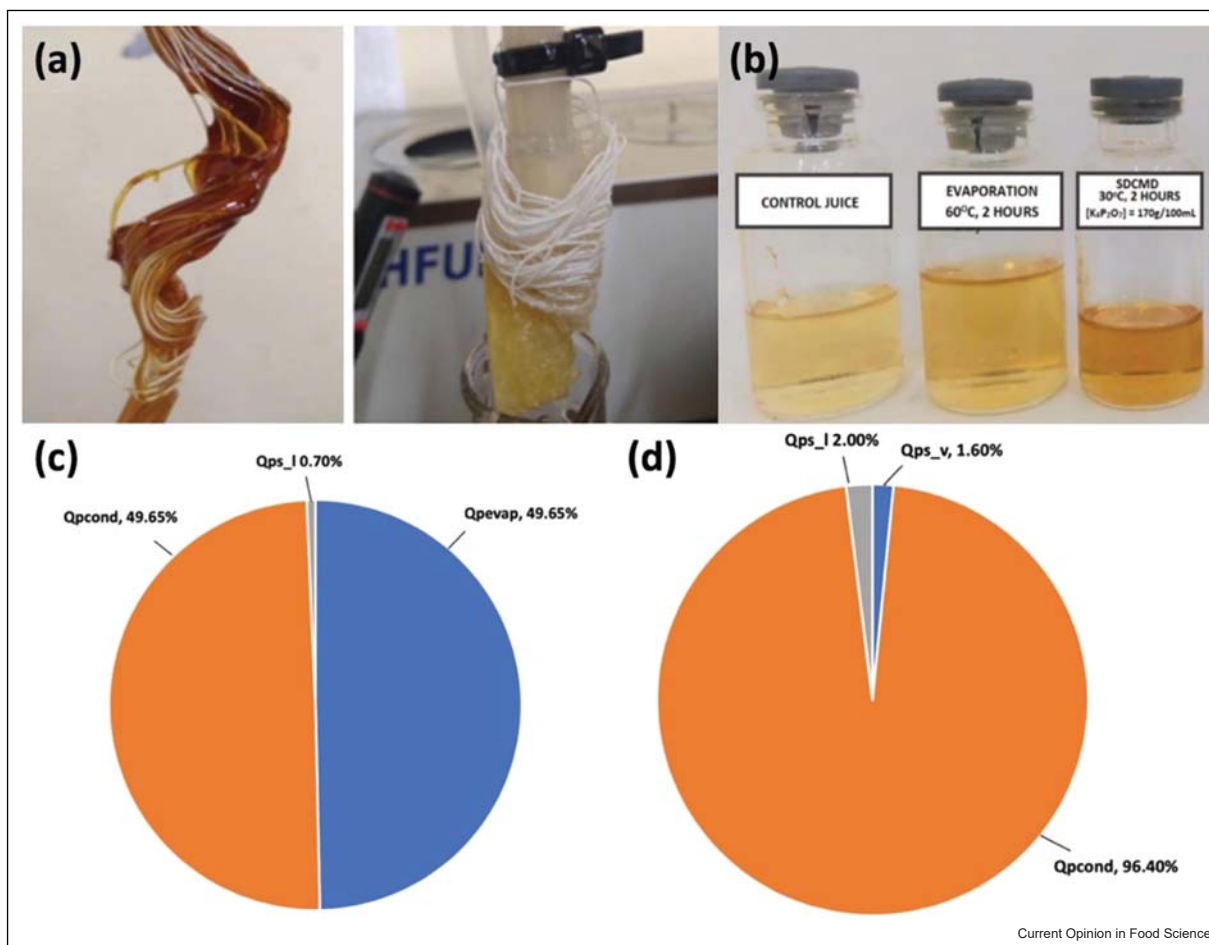 (a)
HFU
(b)
CONTROL JUICE
EVAPORATION
60°C, 2 HOURS
SDCMD
30°C, 2 HOURS
[K₄P₂O₇] = 170g/100mL
(c)
Qps_l 0.70%
Qpcond, 49.65%
Qpevap, 49.65%
(d)
Qps_l 2.00%
Qps_v, 1.60%
Qpcond, 96.40%
Current Opinion in Food Science